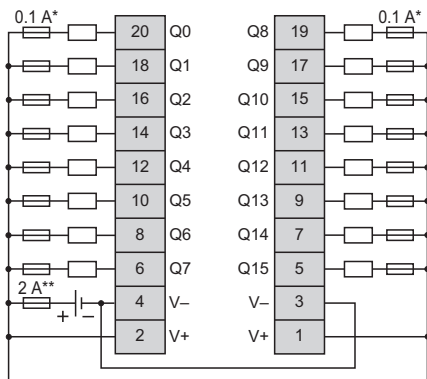 0.1 A* 20 Q0 Q8 19 0.1 A*
18 Q1 Q9 17
16 Q2 Q10 15
14 Q3 Q11 13
12 Q4 Q12 11
10 Q5 Q13 9
8 Q6 Q14 7
6 Q7 Q15 5
2 A** + − 4 V− V− 3
2 V+ V+ 1